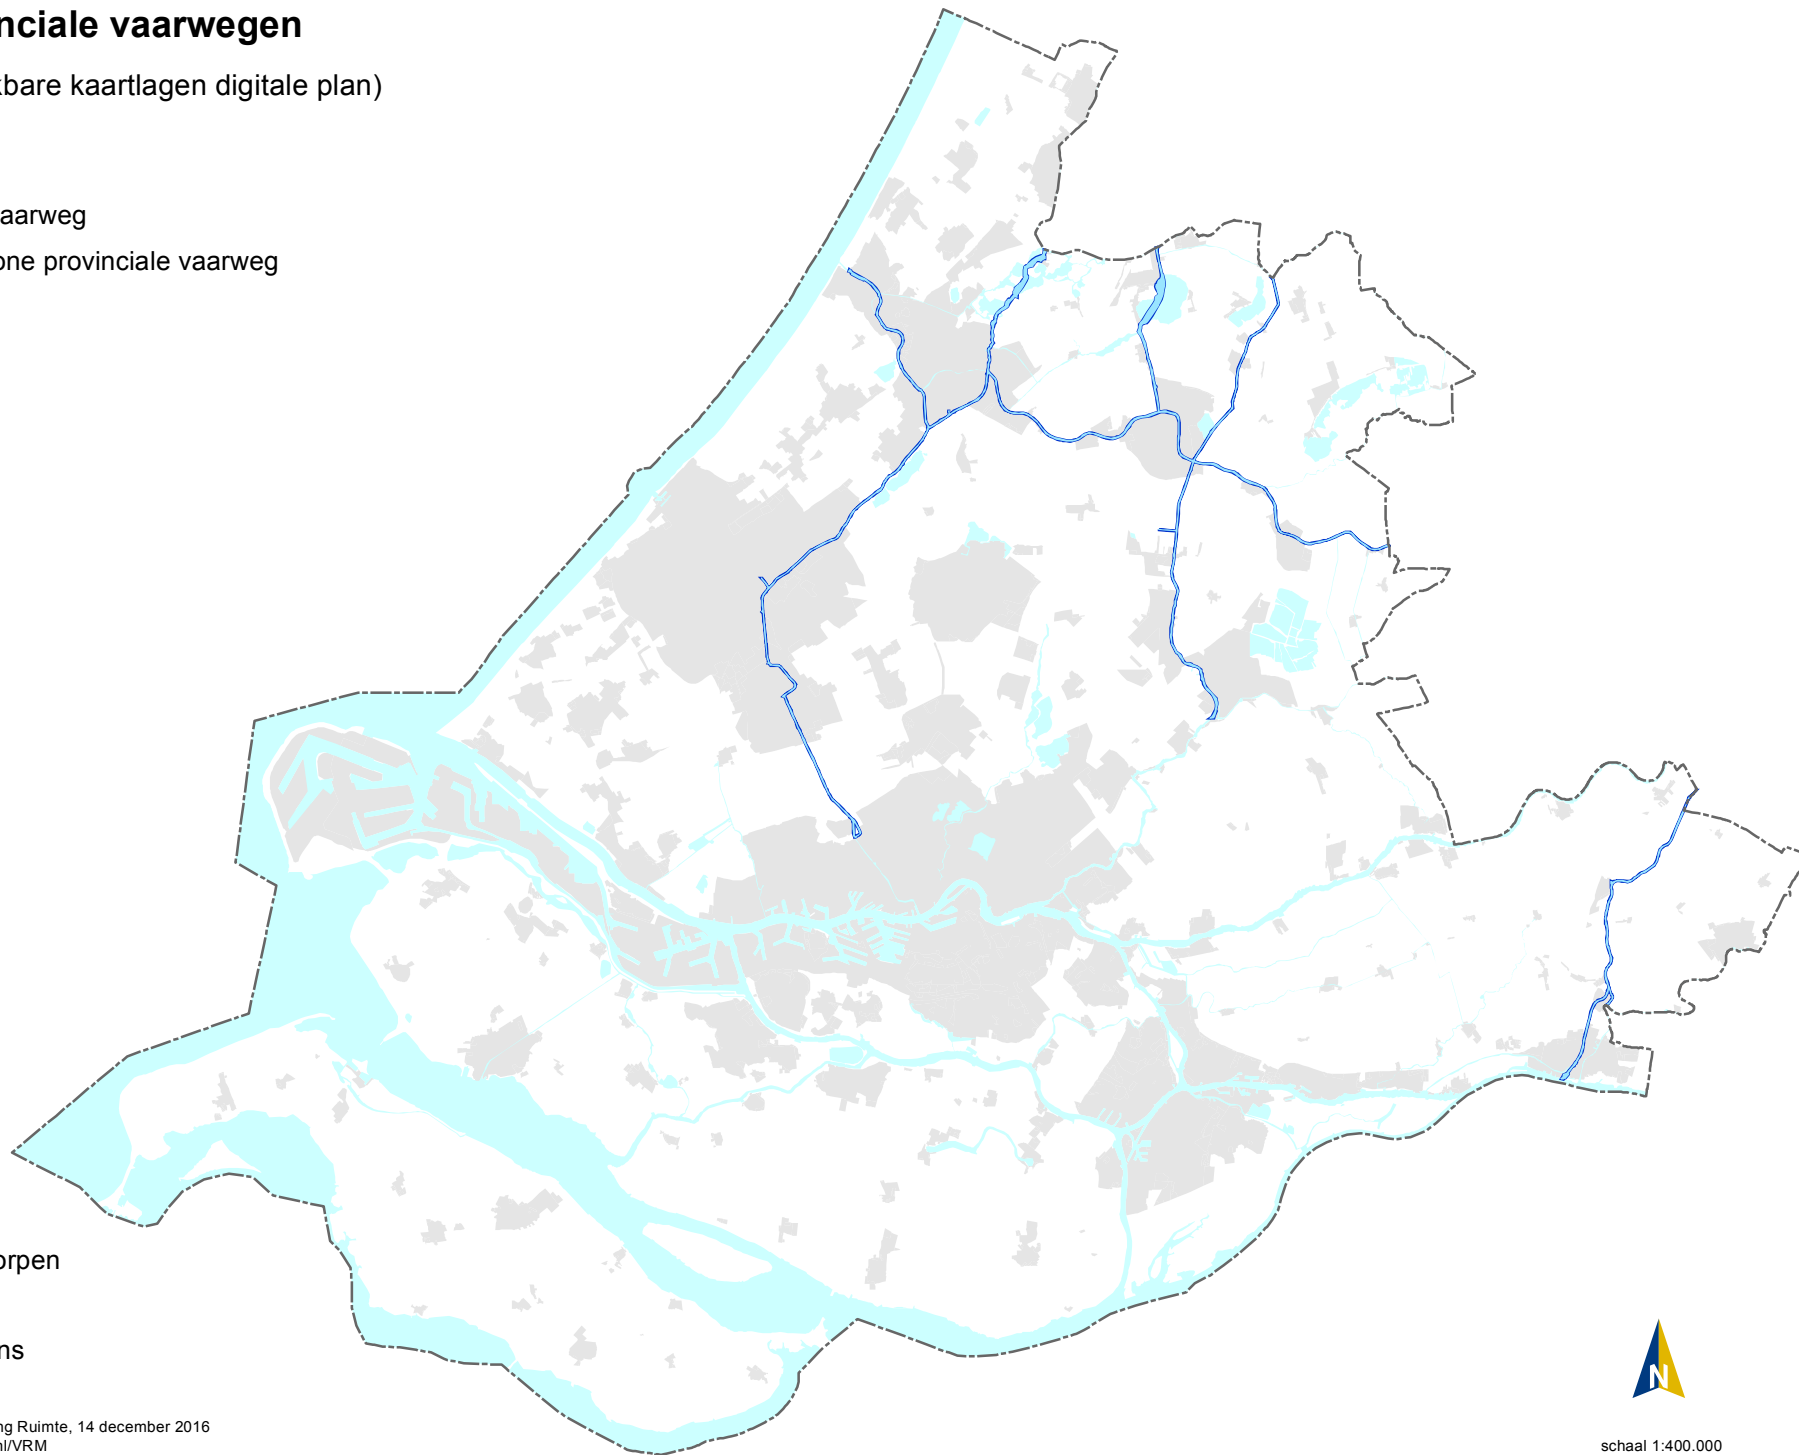 nciale vaarwegen
kbare kaartlagen digitale plan)
aarweg
one provinciale vaarweg
orpen
ns
ng Ruimte, 14 december 2016
nl/VRM
N
schaal 1:400.000